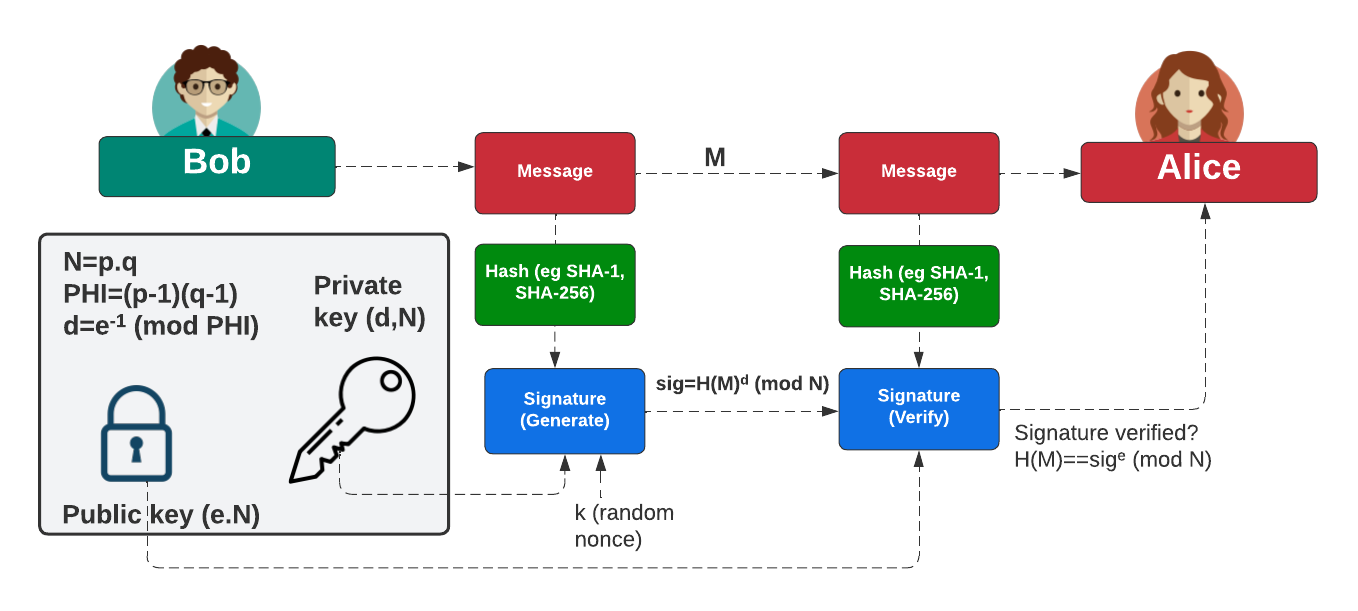 Bob
Message
M
Message
Alice
N=p.q
PHI=(p-1)(q-1)
d=e⁻¹ (mod PHI)
Private
key (d,N)
Public key (e.N)
Hash (eg SHA-1,
SHA-256)
Hash (eg SHA-1,
SHA-256)
Signature
(Generate)
sig=H(M)ᵈ (mod N)
Signature
(Verify)
k (random
nonce)
Signature verified?
H(M)==sigᵉ (mod N)